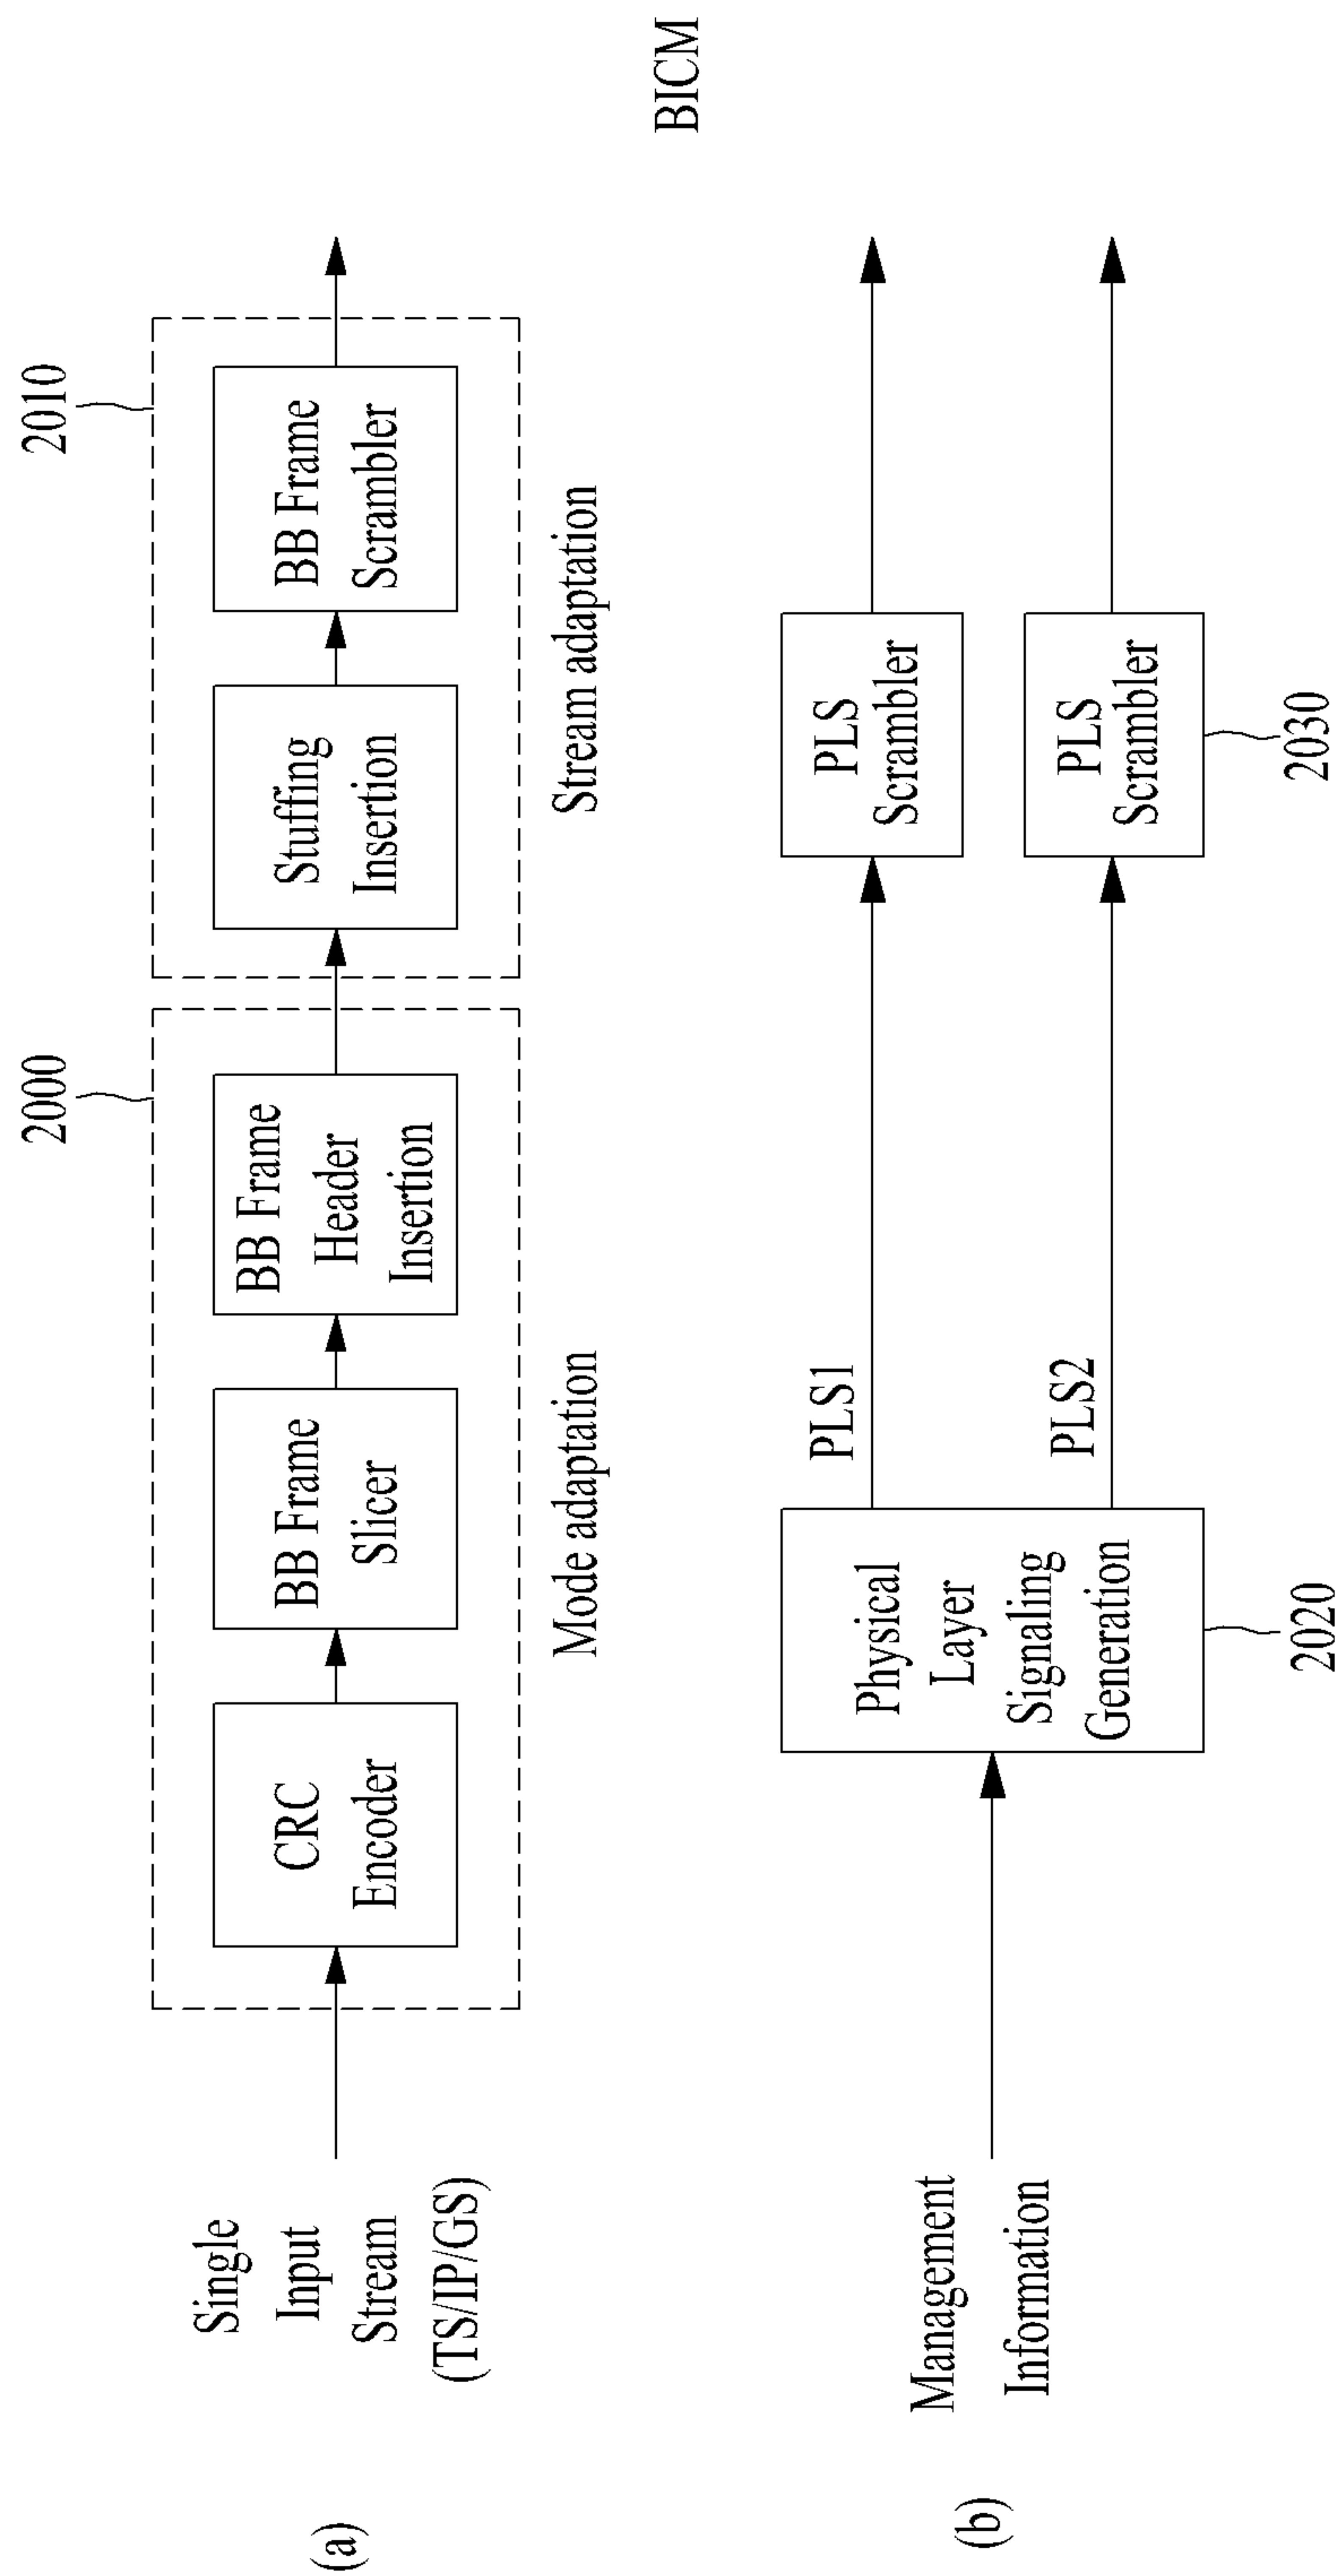 (a)
Single
Input
Stream
(TS/IP/GS)
2000
CRC
Encoder
BB Frame
Slicer
BB Frame
Header
Insertion
Mode adaptation
2010
Stuffing
Insertion
BB Frame
Scrambler
Stream adaptation
BICM
(b)
Management
Information
Physical
Layer
Signaling
Generation
2020
PLS1
PLS2
PLS
Scrambler
PLS
Scrambler
2030